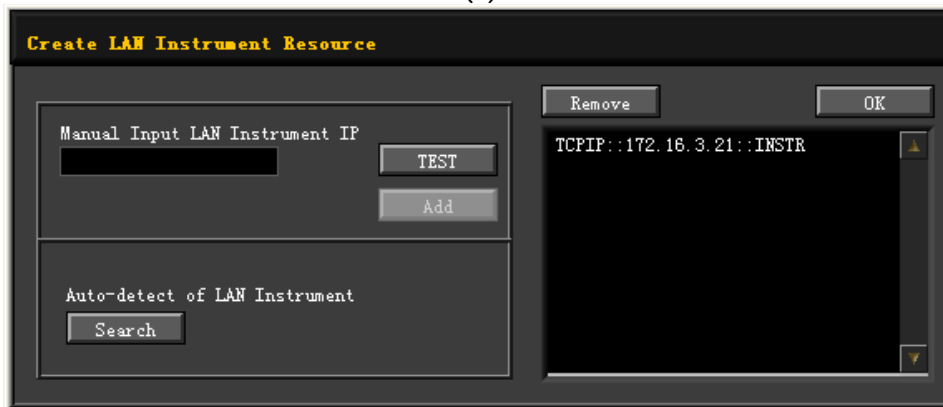 Create LAN Instrument Resource
Manual Input LAN Instrument IP
TEST
Add
Auto-detect of LAN Instrument
Search
Remove
OK
TCPIP::172.16.3.21::INSTR